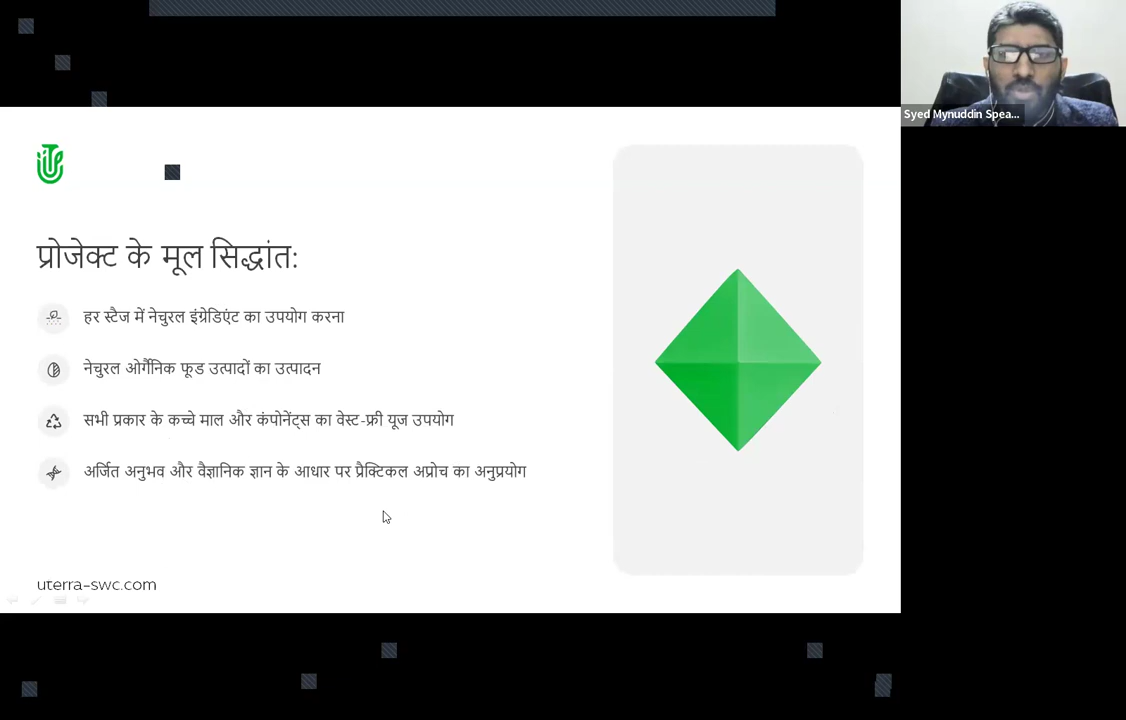 Syed Mynuddin Spea...
प्रोजेक्ट के मूल सिद्धांत:
हर स्टैज में नेचुरल इंग्रेडिएंट का उपयोग करना
नेचुरल ओर्गेनिक फूड उत्पादों का उत्पादन
सभी प्रकार के कच्चे माल और कंपोनेंट्स का वेस्ट-फ्री यूज उपयोग
अर्जित अनुभव और वैज्ञानिक ज्ञान के आधार पर प्रैक्टिकल अप्रोच का अनुप्रयोग
uterra-swc.com